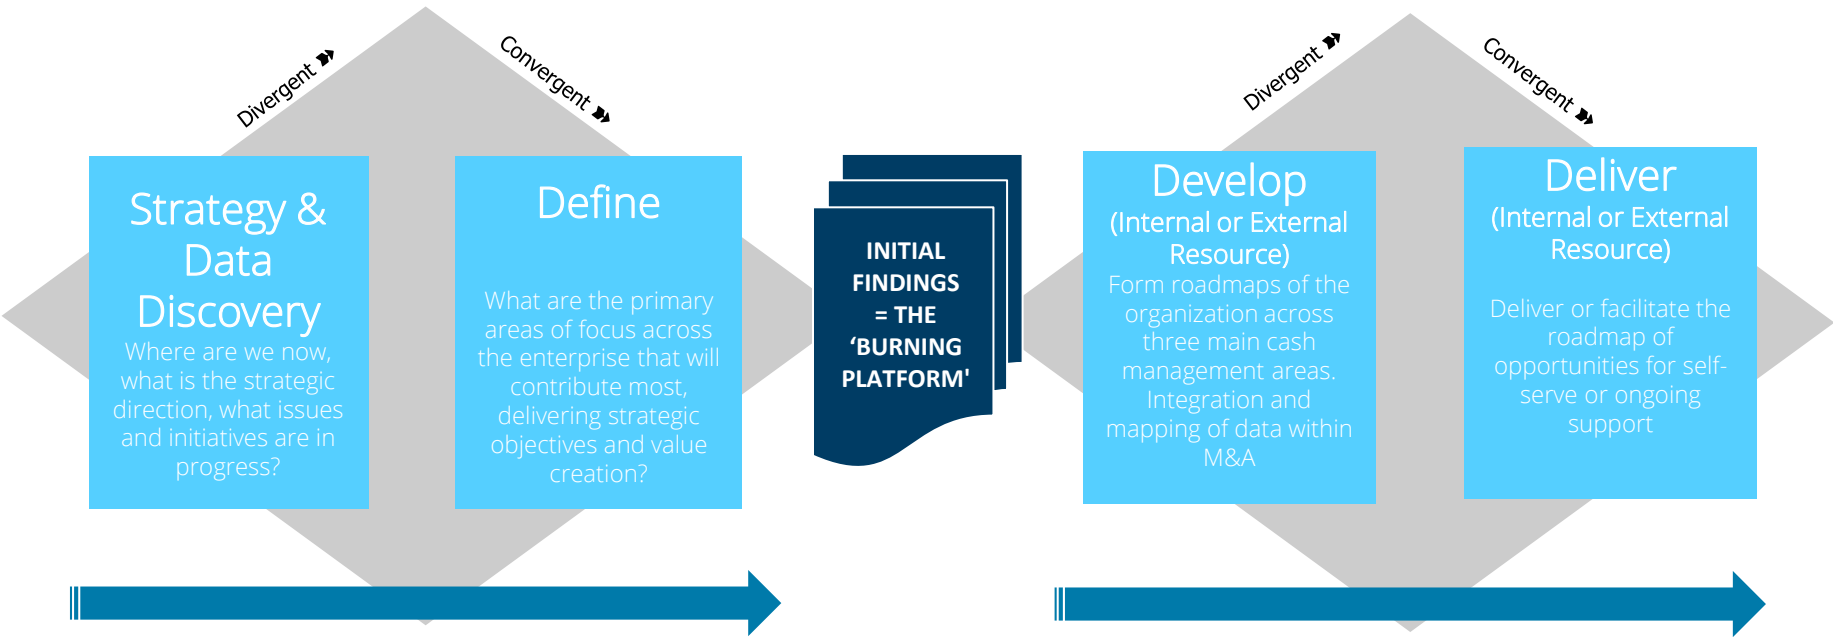 Divergent ➽
Convergent ➽
Strategy &
Data
Discovery
Where are we now,
what is the strategic
direction, what issues
and initiatives are in
progress?
Define
What are the primary
areas of focus across
the enterprise that will
contribute most,
delivering strategic
objectives and value
creation?
INITIAL
FINDINGS
= THE
‘BURNING
PLATFORM'
Divergent ➽
Convergent ➽
Develop
(Internal or External
Resource)
Form roadmaps of the
organization across
three main cash
management areas.
Integration and
mapping of data within
M&A
Deliver
(Internal or External
Resource)
Deliver or facilitate the
roadmap of
opportunities for self-
serve or ongoing
support